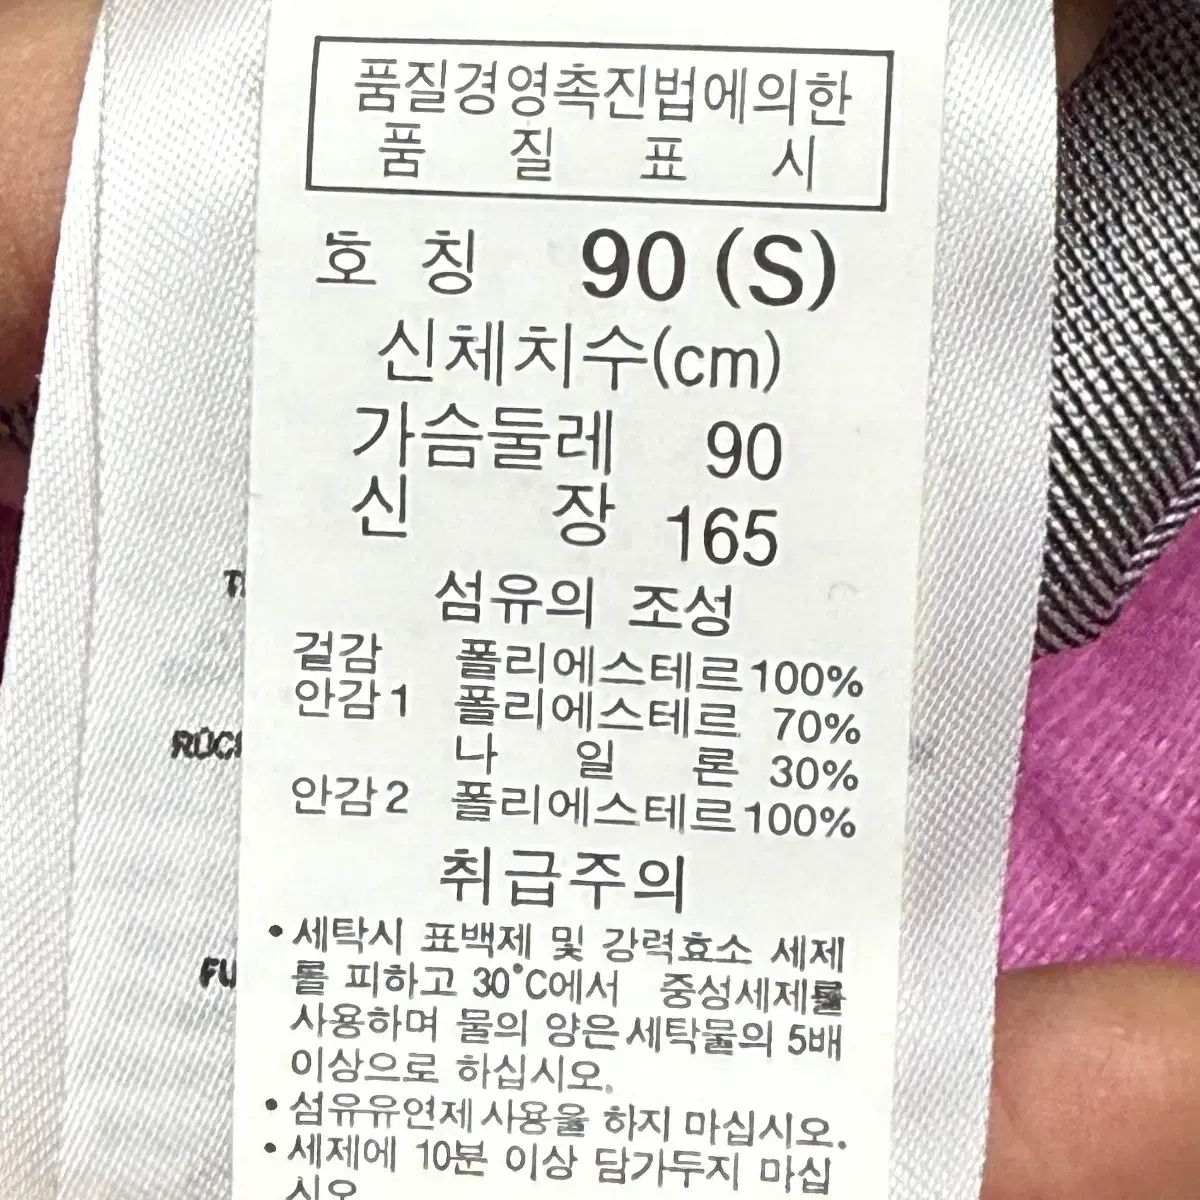 품질경영촉진법에의한
품 질 표 시
호 칭 90 (S)
신체치수(cm)
가슴둘레 90
신 장 165
섬유의 조성
겉감 폴리에스테르 100%
안감1 폴리에스테르 70%
나 일 론 30%
안감2 폴리에스테르 100%
취급주의
• 세탁시 표백제 및 강력효소 세제
를 피하고 30°C에서 중성세제를
사용하며 물의 양은 세탁물의 5배
이상으로 하십시오.
• 섬유유연제 사용을 하지 마십시오.
• 세제에 10분 이상 담가두지 마십
시오